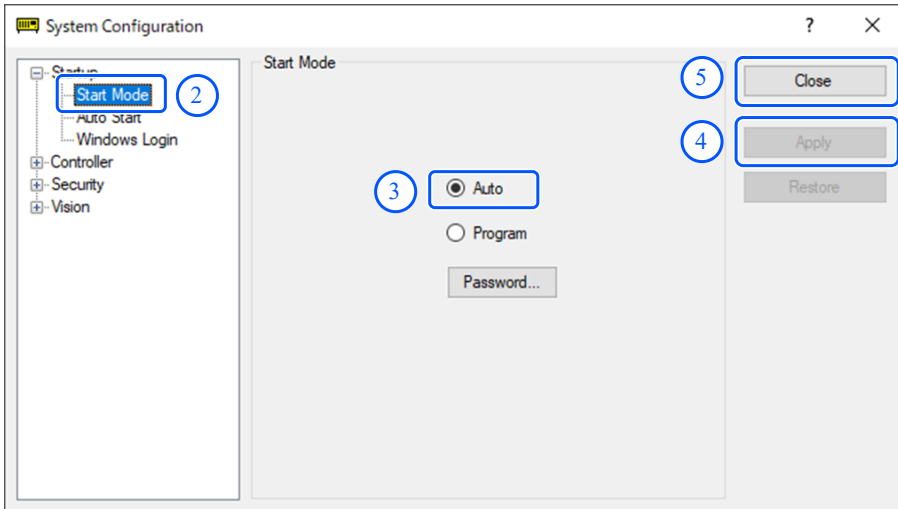 System Configuration
?
Startup
Start Mode
2
Auto Start
Windows Login
Controller
Security
Vision
Start Mode
3
Auto
Program
Password...
5
Close
4
Apply
Restore